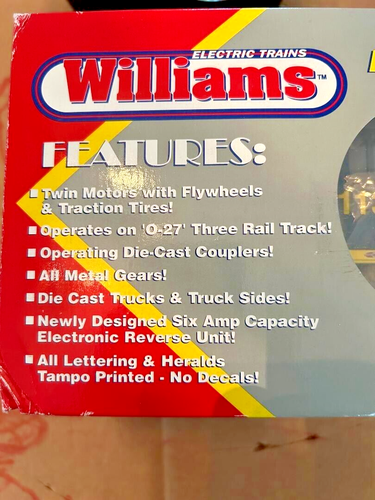 ELECTRIC TRAINS
Williams™
FEATURES:
■ Twin Motors with Flywheels
& Traction Tires!
■ Operates on 'O-27' Three Rail Track!
■ Operating Die-Cast Couplers!
■ All Metal Gears!
■ Die Cast Trucks & Truck Sides!
■ Newly Designed Six Amp Capacity
Electronic Reverse Unit!
■ All Lettering & Heralds
Tampo Printed - No Decals!